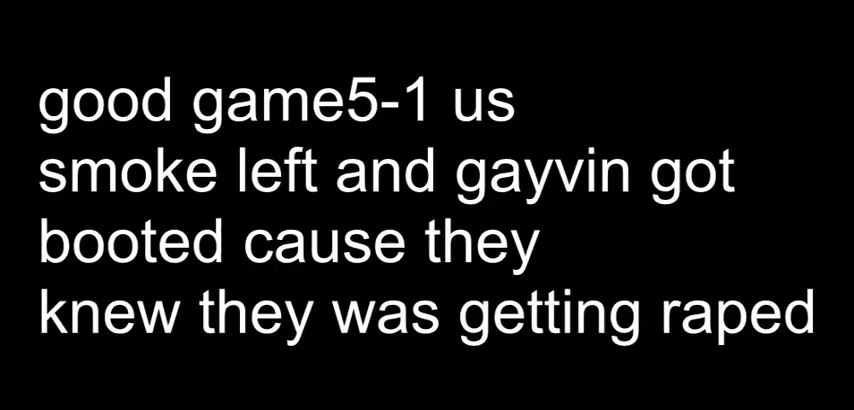 good game5-1 us
smoke left and gayvin got
booted cause they
knew they was getting raped